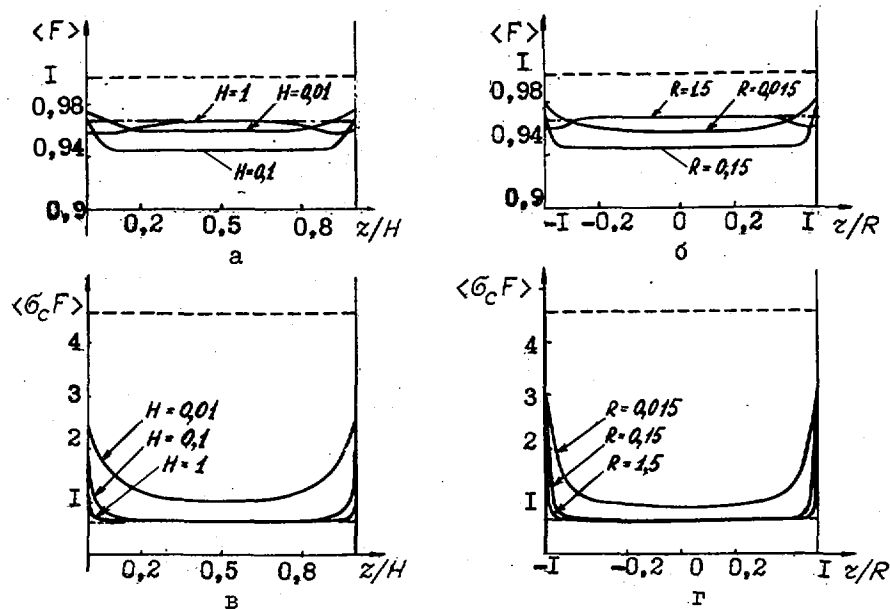 <F>
I
0,98
0,94
0,9
H=1
H=0,01
H=0,1
0,2
0,5
0,8
z/H
а
<F>
I
0,98
0,94
0,9
R=15
R=0,015
R=0,15
-I
-0,2
0
0,2
I
z/R
б
<σcF>
4
3
2
I
H=0,01
H=0,1
H=1
0,2
0,5
0,8
z/H
в
<σcF>
4
3
2
I
R=0,015
R=0,15
R=1,5
-I
-0,2
0
0,2
I
z/R
г